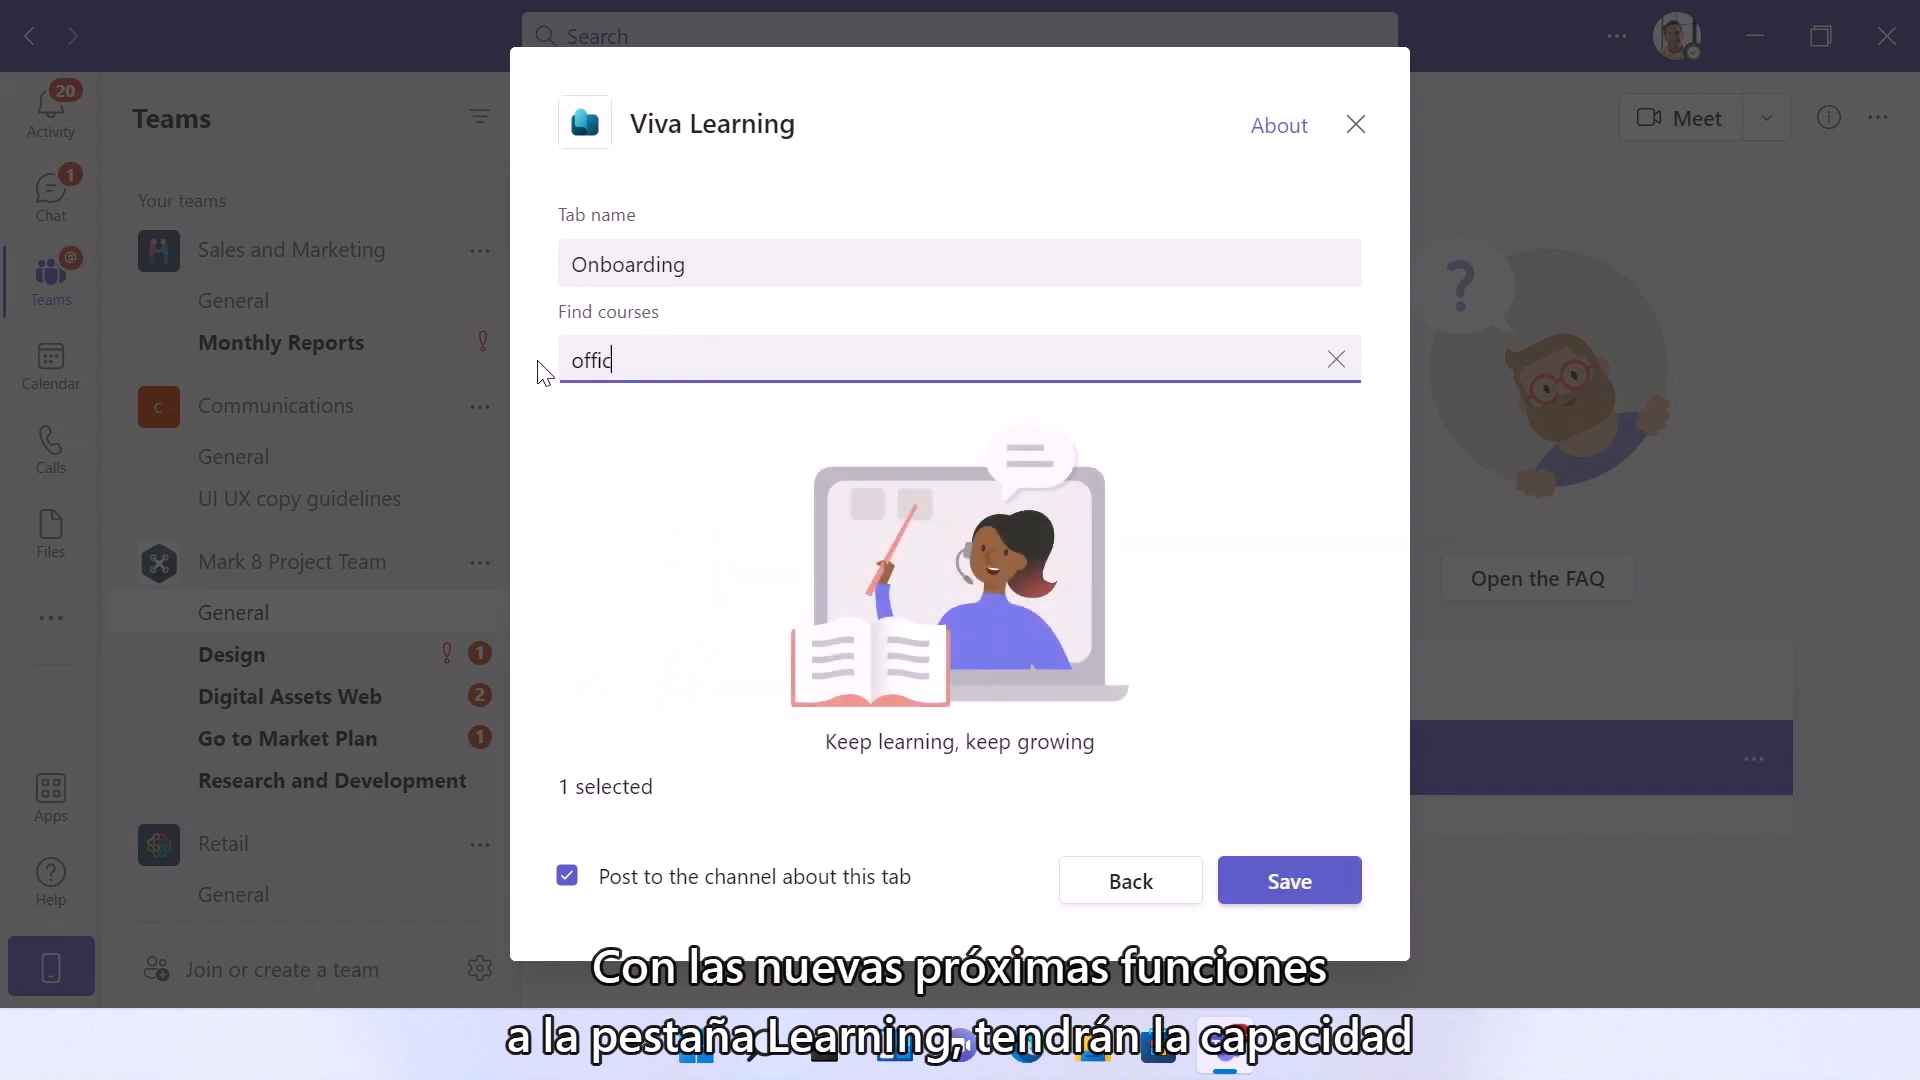 Search
20
Activity
1
Chat
@
Teams
Calendar
Calls
Files
Apps
Help
Teams
Your teams
Sales and Marketing
General
Monthly Reports
C
Communications
General
UI UX copy guidelines
Mark 8 Project Team
General
Design
1
Digital Assets Web
2
Go to Market Plan
1
Research and Development
Retail
General
Join or create a team
Viva Learning
About
Tab name
Onboarding
Find courses
offic
Keep learning, keep growing
1 selected
Post to the channel about this tab
Back
Save
Meet
?
Open the FAQ
Con las nuevas próximas funciones
a la pestaña Learning, tendrán la capacidad